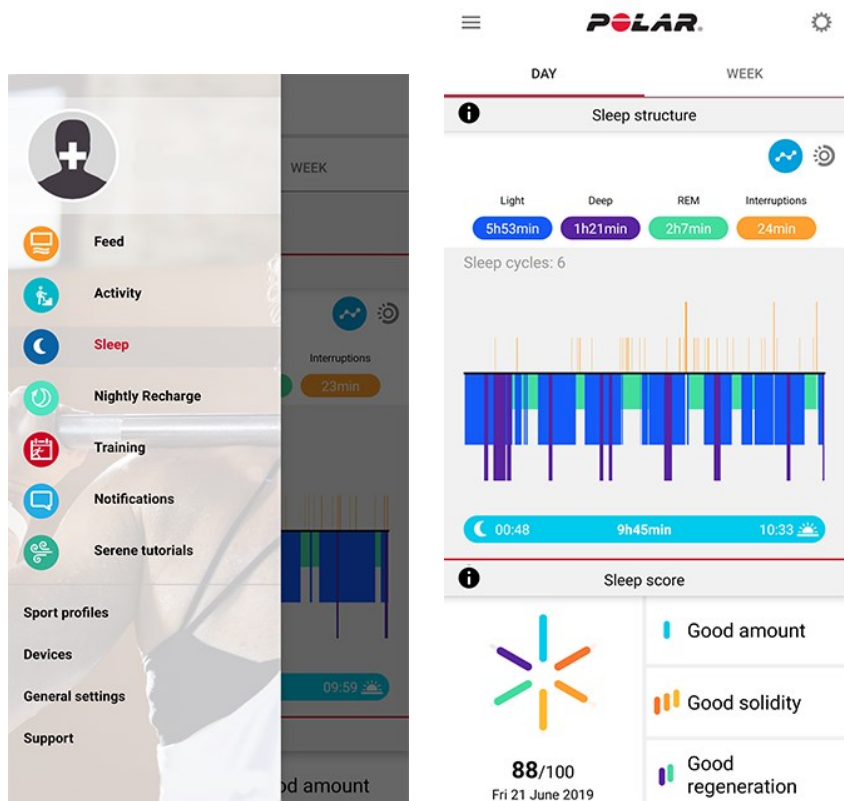 WEEK
Feed
Activity
Sleep
Interruptions
23min
Nightly Recharge
Training
Notifications
Serene tutorials
Sport profiles
Devices
General settings
09:59
Support
od amount
POLAR.
DAY WEEK
Sleep structure
Light Deep REM Interruptions
5h53min 1h21min 2h7min 24min
Sleep cycles: 6
00:48 9h45min 10:33
Sleep score
Good amount
Good solidity
Good
regeneration
88/100
Fri 21 June 2019